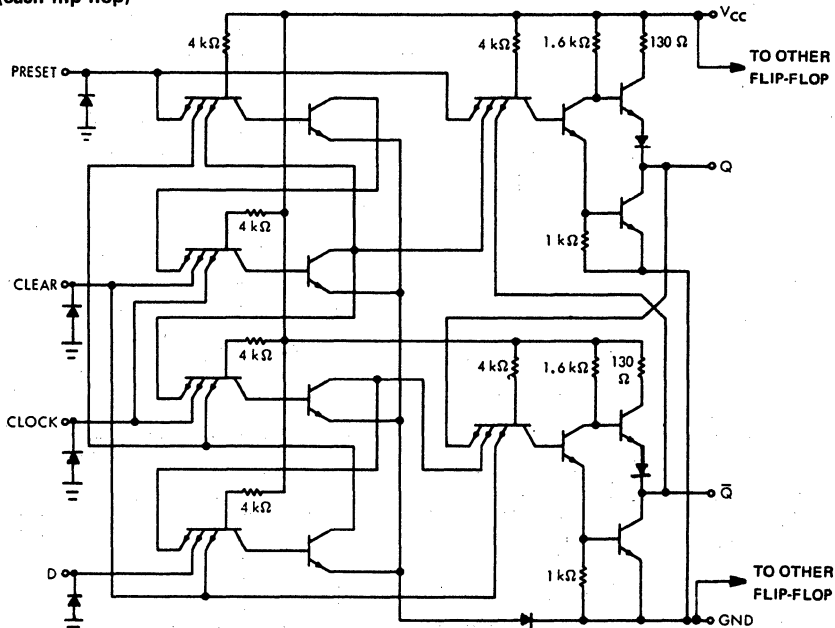 (each flip-flop)
4 kΩ
4 kΩ
1.6 kΩ
130 Ω
VCC
TO OTHER
FLIP-FLOP
PRESET
Q
4 kΩ
1 kΩ
CLEAR
4 kΩ
4 kΩ
1.6 kΩ
130
Ω
CLOCK
4 kΩ
Q̅
D
1 kΩ
TO OTHER
FLIP-FLOP
GND